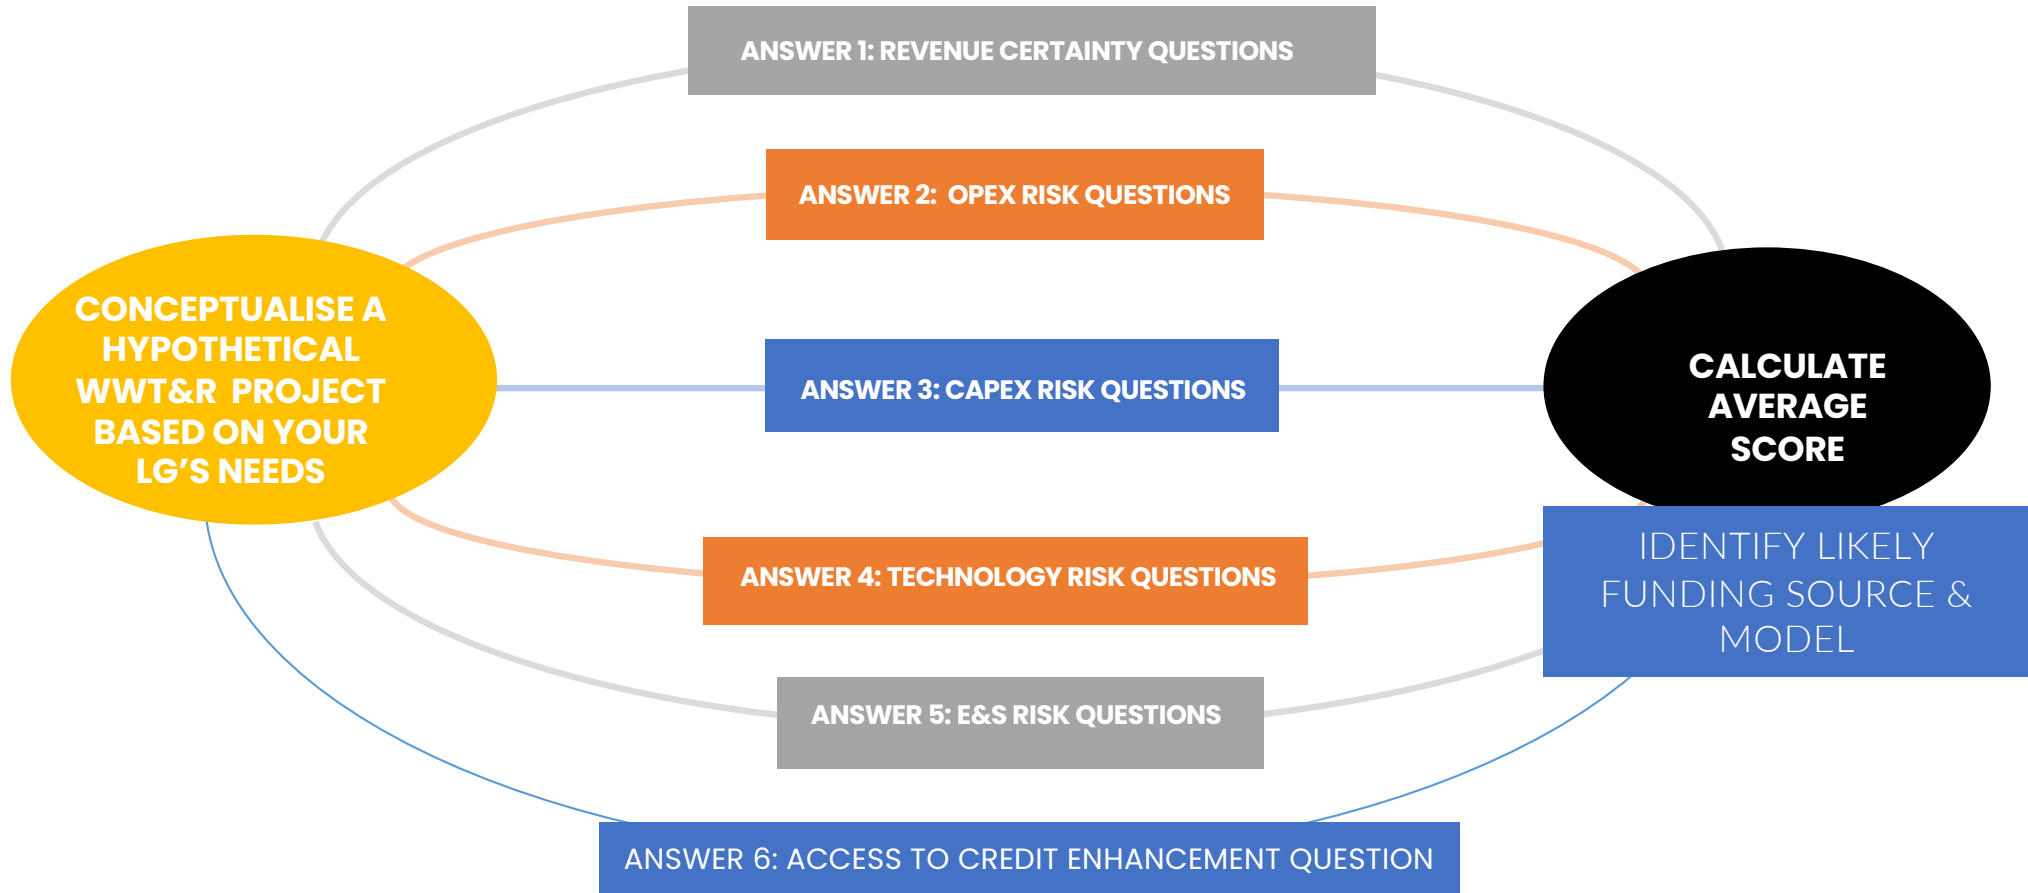 ANSWER 1: REVENUE CERTAINTY QUESTIONS
ANSWER 2: OPEX RISK QUESTIONS
CONCEPTUALISE A
HYPOTHETICAL
WWT&R PROJECT
BASED ON YOUR
LG’S NEEDS
ANSWER 3: CAPEX RISK QUESTIONS
CALCULATE
AVERAGE
SCORE
ANSWER 4: TECHNOLOGY RISK QUESTIONS
IDENTIFY LIKELY
FUNDING SOURCE &
MODEL
ANSWER 5: E&S RISK QUESTIONS
ANSWER 6: ACCESS TO CREDIT ENHANCEMENT QUESTION